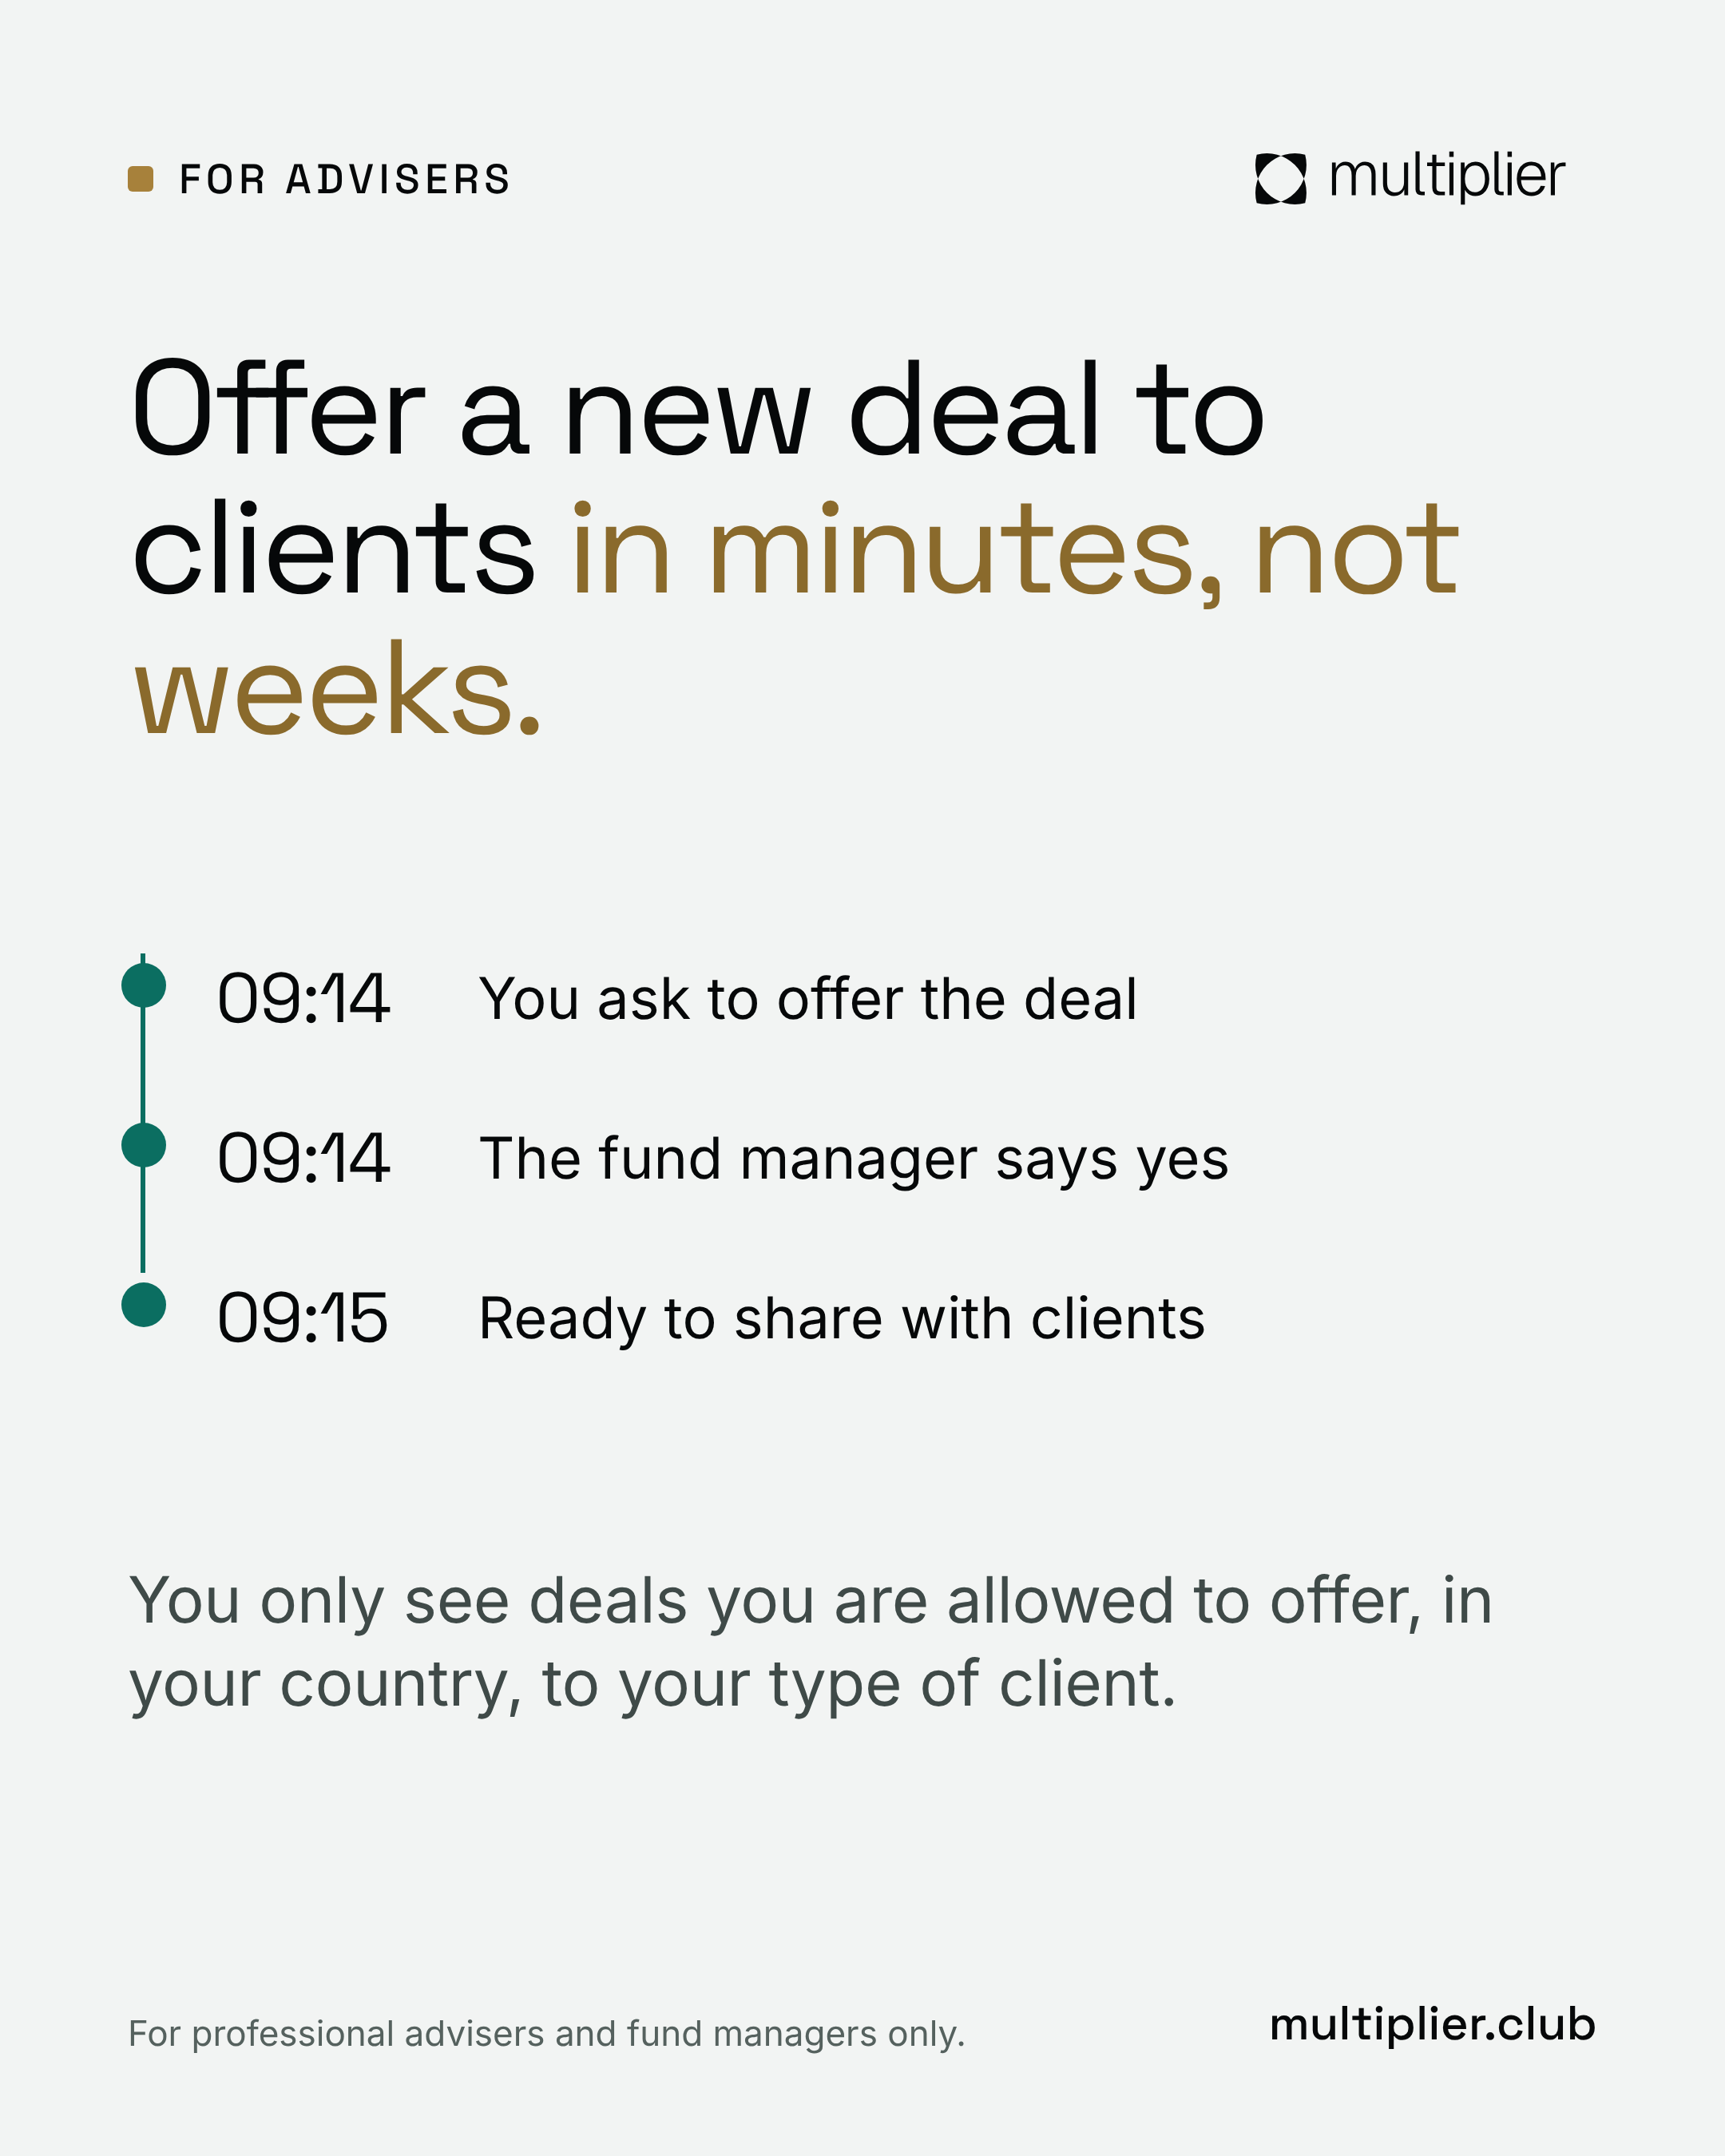 FOR ADVISERS
multiplier
Offer a new deal to
clients in minutes, not
weeks.
09:14 You ask to offer the deal
09:14 The fund manager says yes
09:15 Ready to share with clients
You only see deals you are allowed to offer, in
your country, to your type of client.
For professional advisers and fund managers only.
multiplier.club